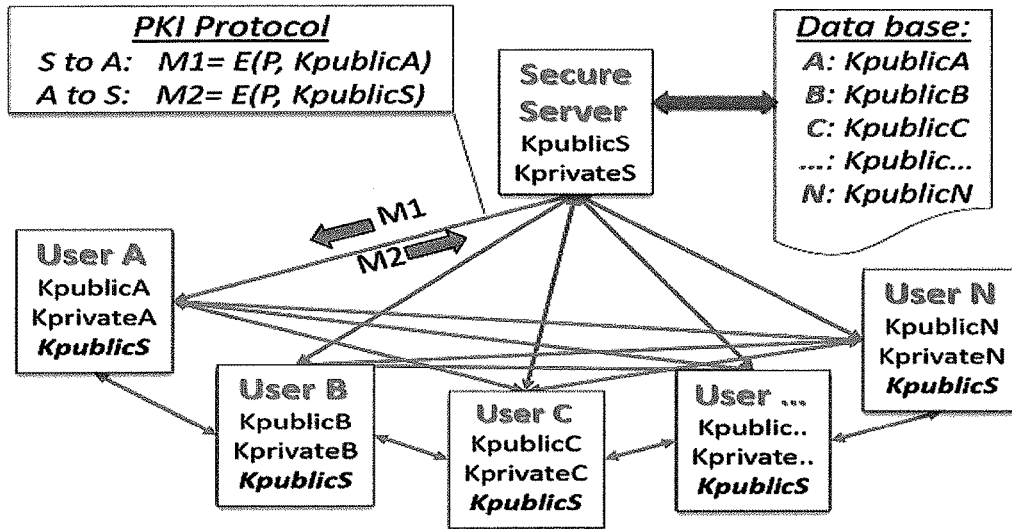 PKI Protocol
S to A: M1= E(P, KpublicA)
A to S: M2= E(P, KpublicS)
Secure
Server
KpublicS
KprivateS
Data base:
A: KpublicA
B: KpublicB
C: KpublicC
...: Kpublic...
N: KpublicN
M1
M2
User A
KpublicA
KprivateA
KpublicS
User B
KpublicB
KprivateB
KpublicS
User C
KpublicC
KprivateC
KpublicS
User ...
Kpublic..
Kprivate..
KpublicS
User N
KpublicN
KprivateN
KpublicS